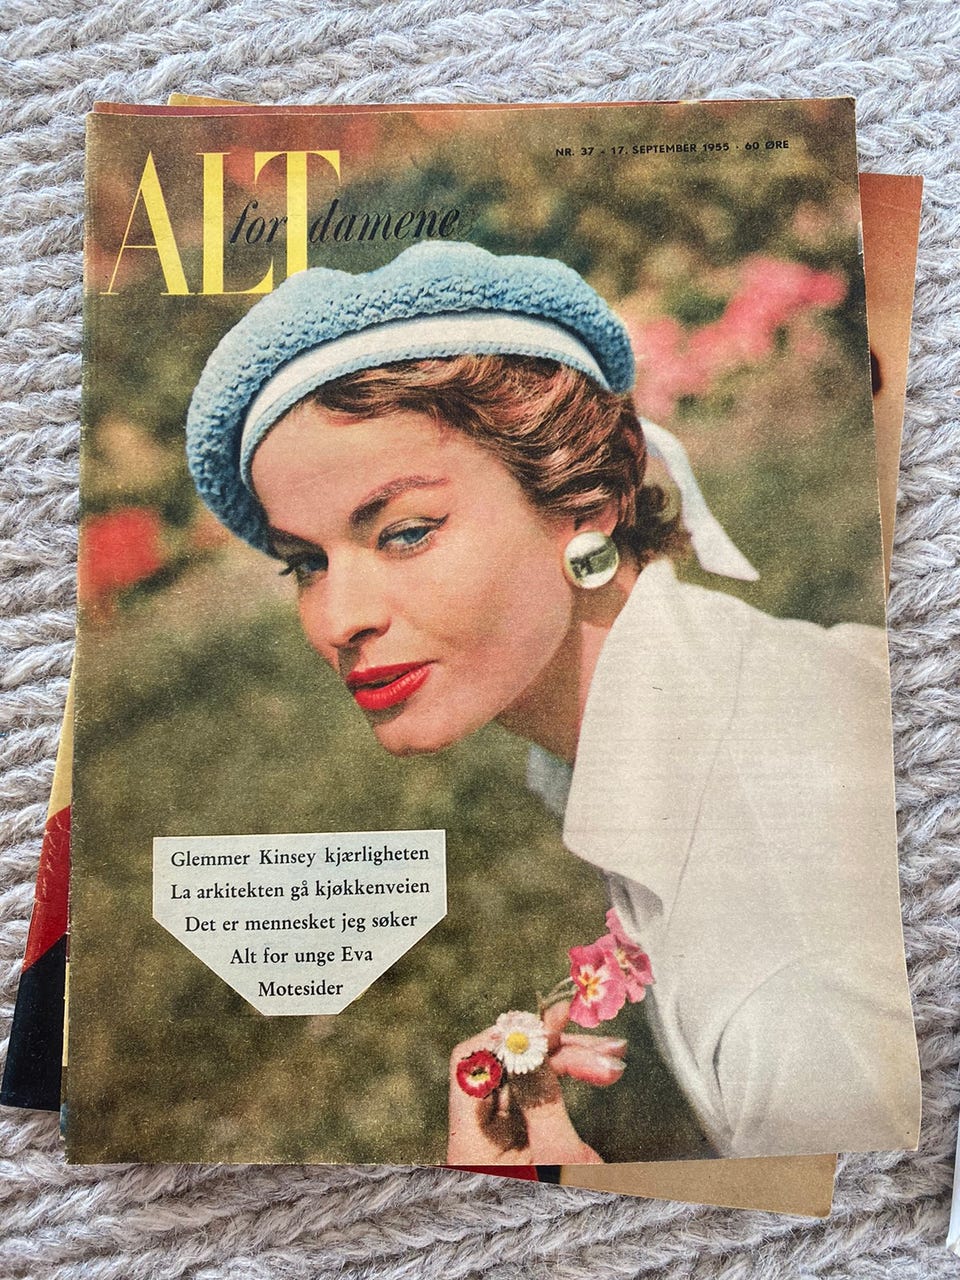 NR. 37 - 17. SEPTEMBER 1955 · 60 ØRE
ALT
for damene
Glemmer Kinsey kjærligheten
La arkitekten gå kjøkkenveien
Det er mennesket jeg søker
Alt for unge Eva
Motesider